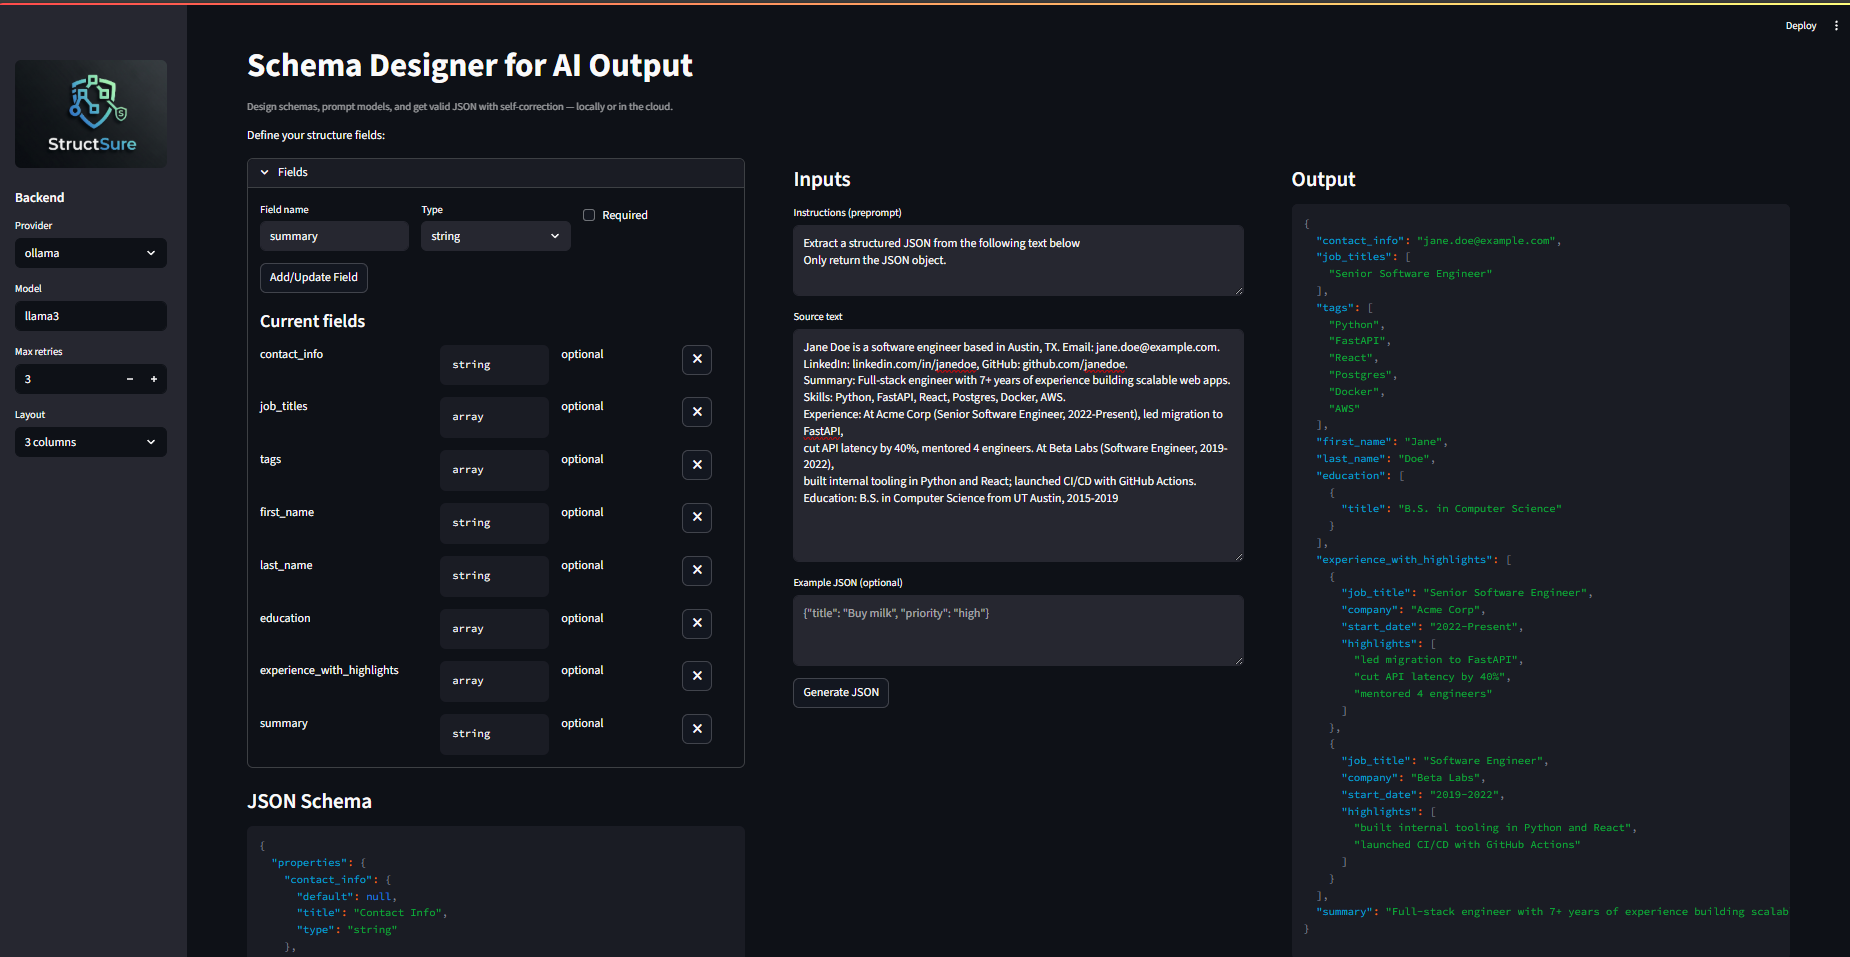 Deploy
StructSure
Backend
Provider
ollama
Model
llama3
Max retries
3
Layout
3 columns
Schema Designer for AI Output
Design schemas, prompt models, and get valid JSON with self-correction — locally or in the cloud.
Define your structure fields:
Fields
Field name
Type
Required
summary
string
Add/Update Field
Current fields
contact_info
string
optional
job_titles
array
optional
tags
array
optional
first_name
string
optional
last_name
string
optional
education
array
optional
experience_with_highlights
array
optional
summary
string
optional
JSON Schema
{
"properties": {
"contact_info": {
"default": null,
"title": "Contact Info",
"type": "string"
},
Inputs
Instructions (preprompt)
Extract a structured JSON from the following text below
Only return the JSON object.
Source text
Jane Doe is a software engineer based in Austin, TX. Email: jane.doe@example.com.
LinkedIn: linkedin.com/in/janedoe, GitHub: github.com/janedoe.
Summary: Full-stack engineer with 7+ years of experience building scalable web apps.
Skills: Python, FastAPI, React, Postgres, Docker, AWS.
Experience: At Acme Corp (Senior Software Engineer, 2022-Present), led migration to
FastAPI,
cut API latency by 40%, mentored 4 engineers. At Beta Labs (Software Engineer, 2019-
2022),
built internal tooling in Python and React; launched CI/CD with GitHub Actions.
Education: B.S. in Computer Science from UT Austin, 2015-2019
Example JSON (optional)
{"title": "Buy milk", "priority": "high"}
Generate JSON
Output
{
"contact_info": "jane.doe@example.com",
"job_titles": [
"Senior Software Engineer"
],
"tags": [
"Python",
"FastAPI",
"React",
"Postgres",
"Docker",
"AWS"
],
"first_name": "Jane",
"last_name": "Doe",
"education": [
{
"title": "B.S. in Computer Science"
}
],
"experience_with_highlights": [
{
"job_title": "Senior Software Engineer",
"company": "Acme Corp",
"start_date": "2022-Present",
"highlights": [
"led migration to FastAPI",
"cut API latency by 40%",
"mentored 4 engineers"
]
},
{
"job_title": "Software Engineer",
"company": "Beta Labs",
"start_date": "2019-2022",
"highlights": [
"built internal tooling in Python and React",
"launched CI/CD with GitHub Actions"
]
}
],
"summary": "Full-stack engineer with 7+ years of experience building scalab
}